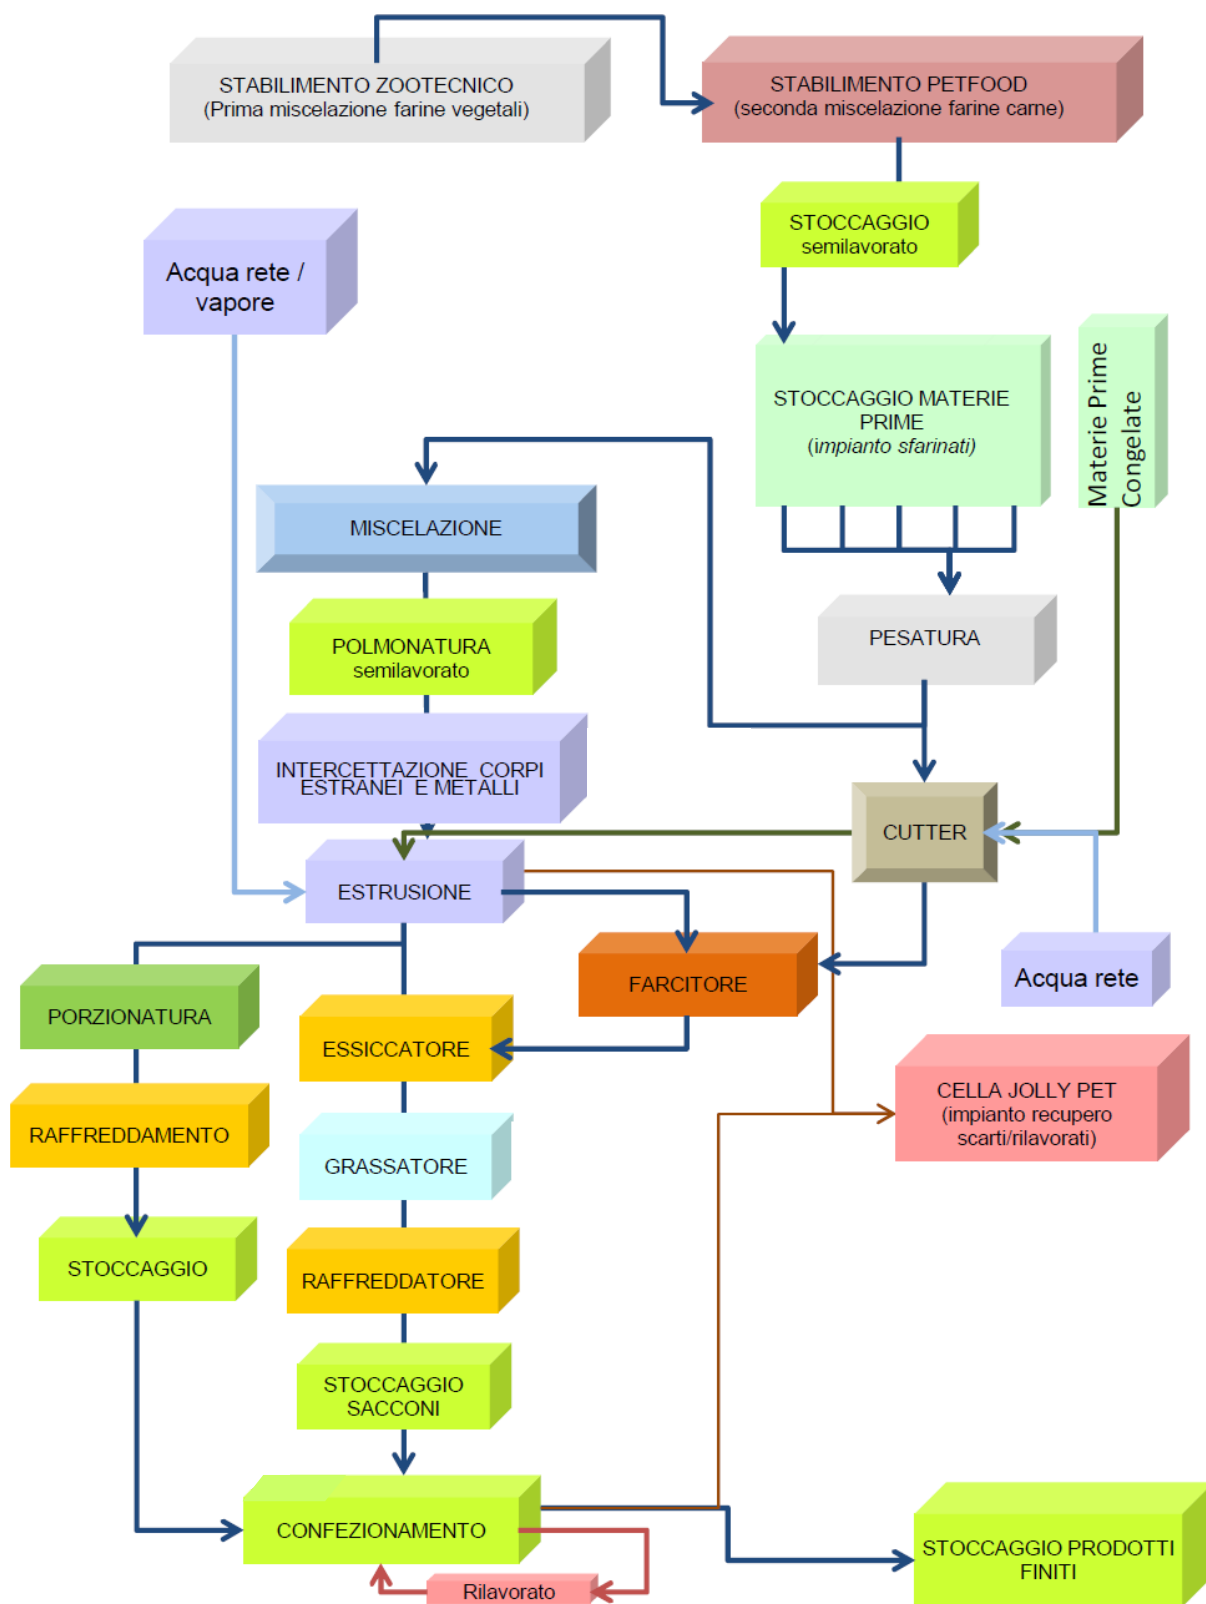 STABILIMENTO ZOOTECNICO
(Prima miscelazione farine vegetali)
STABILIMENTO PETFOOD
(seconda miscelazione farine carne)
STOCCAGGIO
semilavorato
Acqua rete /
vapore
STOCCAGGIO MATERIE
PRIME
(impianto sfarinati)
Materie Prime
Congelate
MISCELAZIONE
PESATURA
POLMONATURA
semilavorato
INTERCETTAZIONE CORPI
ESTRANEI E METALLI
CUTTER
ESTRUSIONE
FARCITORE
Acqua rete
PORZIONATURA
ESSICCATORE
CELLA JOLLY PET
(impianto recupero
scarti/rilavorati)
RAFFREDDAMENTO
GRASSATORE
STOCCAGGIO
RAFFREDDATORE
STOCCAGGIO
SACCONI
CONFEZIONAMENTO
STOCCAGGIO PRODOTTI
FINITI
Rilavorato